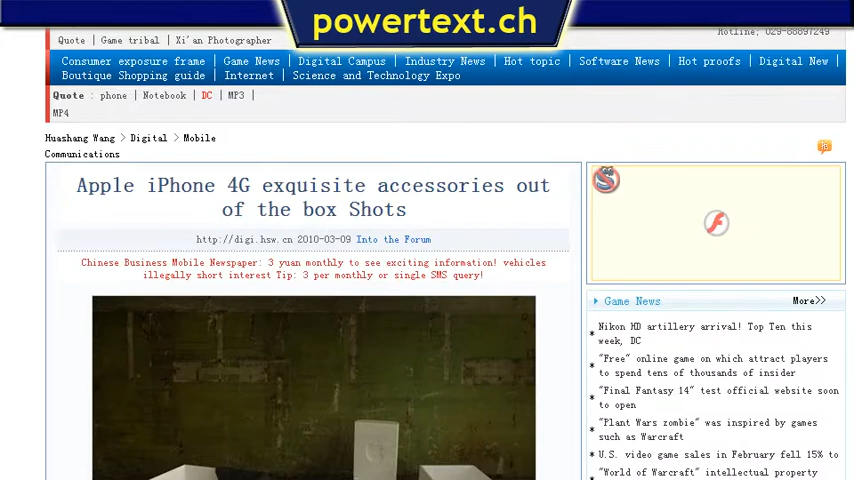 powertext.ch
Hotline: 029-88897249
Quote | Game tribal | Xi'an Photographer
Consumer exposure frame | Game News | Digital Campus | Industry News | Hot topic | Software News | Hot proofs | Digital New
Boutique Shopping guide | Internet | Science and Technology Expo
Quote : phone | Notebook | DC | MP3 |
MP4
Huashang Wang > Digital > Mobile
Communications
Apple iPhone 4G exquisite accessories out
of the box Shots
http://digi.hsw.cn 2010-03-09 Into the Forum
Chinese Business Mobile Newspaper: 3 yuan monthly to see exciting information! vehicles
illegally short interest Tip: 3 per monthly or single SMS query!
Game News More>>
* Nikon HD artillery arrival! Top Ten this
week, DC
* "Free" online game on which attract players
to spend tens of thousands of insider
* "Final Fantasy 14" test official website soon
to open
* "Plant Wars zombie" was inspired by games
such as Warcraft
* U.S. video game sales in February fell 15% to
"World of Warcraft" intellectual property